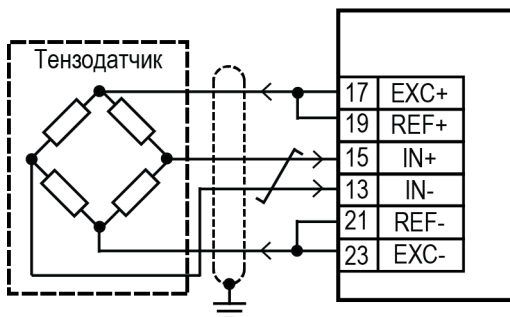 Тензодатчик
17 EXC+
19 REF+
15 IN+
13 IN-
21 REF-
23 EXC-